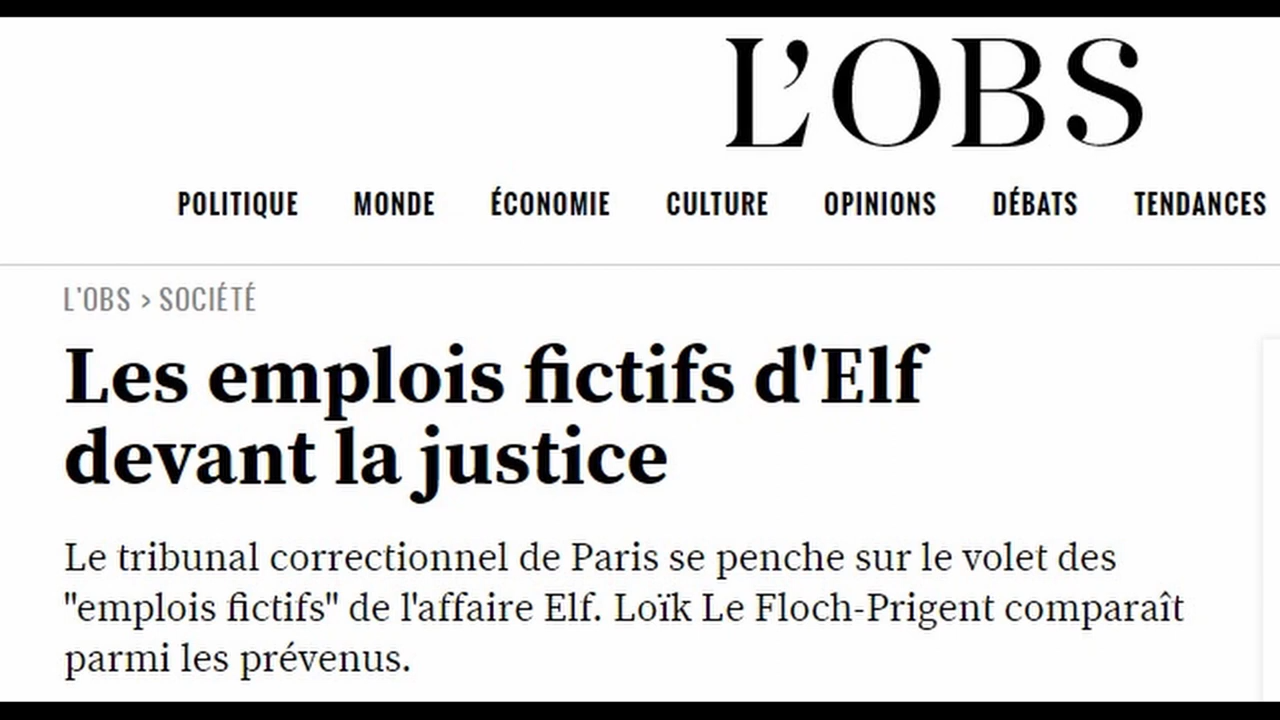 L'OBS
POLITIQUE MONDE ÉCONOMIE CULTURE OPINIONS DÉBATS TENDANCES
L'OBS > SOCIÉTÉ
Les emplois fictifs d'Elf
devant la justice
Le tribunal correctionnel de Paris se penche sur le volet des
"emplois fictifs" de l'affaire Elf. Loïk Le Floch-Prigent comparaît
parmi les prévenus.